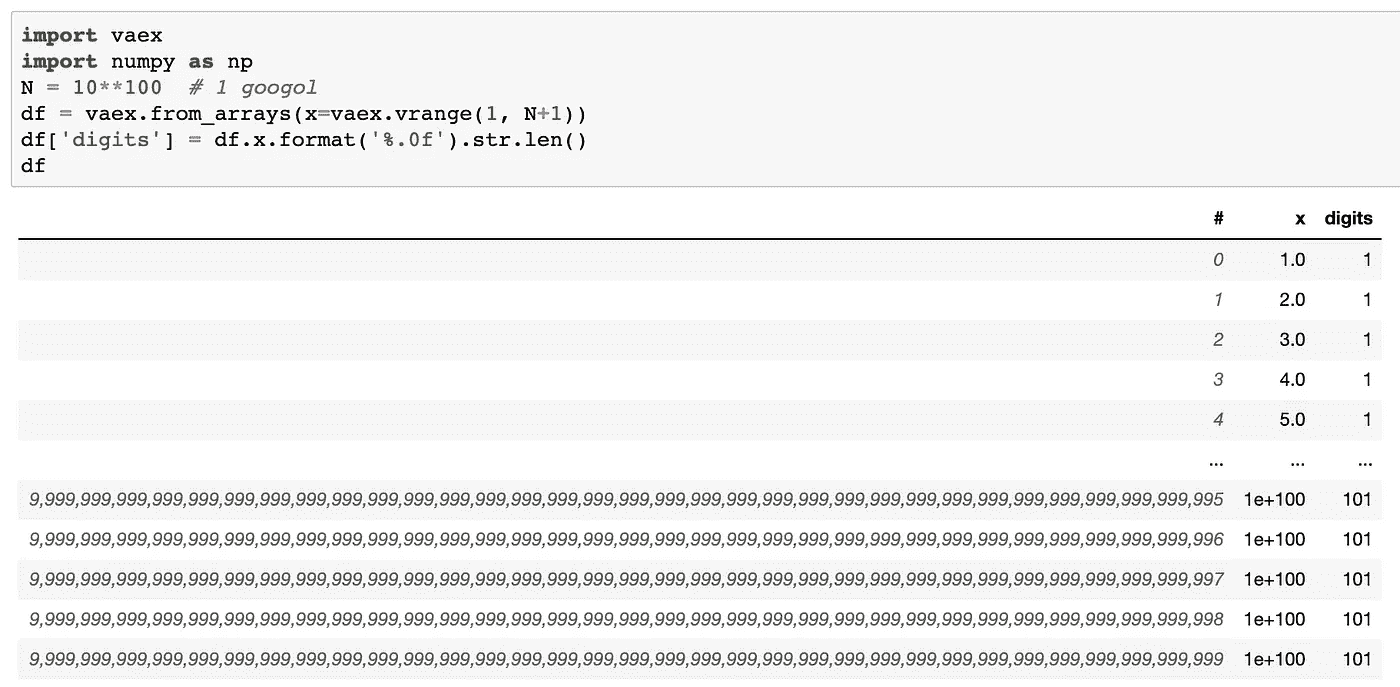 import vaex
import numpy as np
N = 10**100  # 1 googol
df = vaex.from_arrays(x=vaex.vrange(1, N+1))
df['digits'] = df.x.format('%.0f').str.len()
df
# x digits
0 1.0 1
1 2.0 1
2 3.0 1
3 4.0 1
4 5.0 1
... ... ...
9,999,999,999,999,999,999,999,999,999,999,999,999,999,999,999,999,999,999,999,999,999,999,999,999,999,999,999,999,999,999,999,999,999,995 1e+100 101
9,999,999,999,999,999,999,999,999,999,999,999,999,999,999,999,999,999,999,999,999,999,999,999,999,999,999,999,999,999,999,999,999,999,996 1e+100 101
9,999,999,999,999,999,999,999,999,999,999,999,999,999,999,999,999,999,999,999,999,999,999,999,999,999,999,999,999,999,999,999,999,999,997 1e+100 101
9,999,999,999,999,999,999,999,999,999,999,999,999,999,999,999,999,999,999,999,999,999,999,999,999,999,999,999,999,999,999,999,999,999,998 1e+100 101
9,999,999,999,999,999,999,999,999,999,999,999,999,999,999,999,999,999,999,999,999,999,999,999,999,999,999,999,999,999,999,999,999,999,999 1e+100 101